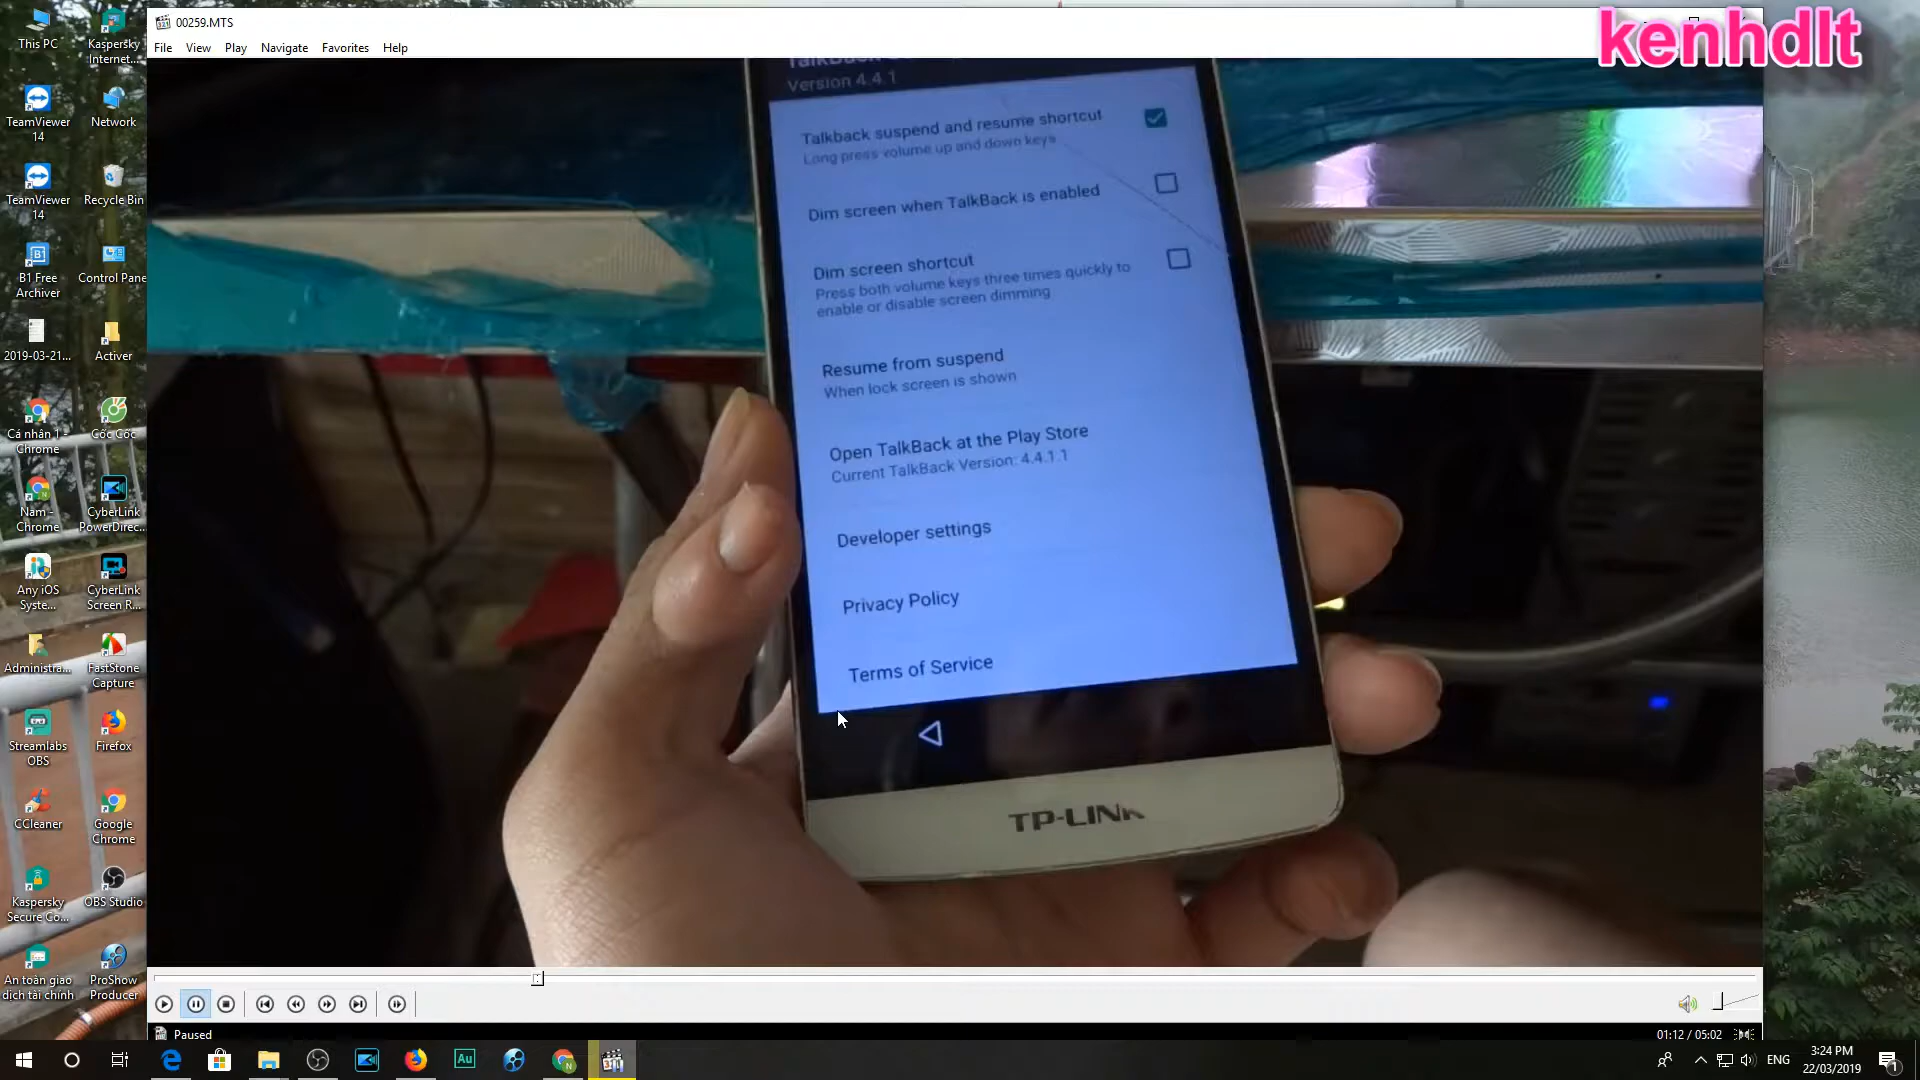 00259.MTS
kenhdlt
File View Play Navigate Favorites Help
This PC
Kaspersky Internet...
TeamViewer 14
Network
TeamViewer 14
Recycle Bin
B1 Free Archiver
Control Pane
2019-03-21...
Activer
Cá nhân 1 - Chrome
Cốc Cốc
Nam - Chrome
CyberLink PowerDirec...
Any iOS Syste...
CyberLink Screen R...
Administra...
FastStone Capture
Streamlabs OBS
Firefox
CCleaner
Google Chrome
Kaspersky Secure Co...
OBS Studio
An toàn giao dịch tài chính
ProShow Producer
Version 4.4.1
Talkback suspend and resume shortcut
Long press volume up and down keys
Dim screen when TalkBack is enabled
Dim screen shortcut
Press both volume keys three times quickly to
enable or disable screen dimming
Resume from suspend
When lock screen is shown
Open TalkBack at the Play Store
Current TalkBack Version: 4.4.1.1
Developer settings
Privacy Policy
Terms of Service
TP-LINK
Paused
01:12 / 05:02
Au
ENG
3:24 PM
22/03/2019
1